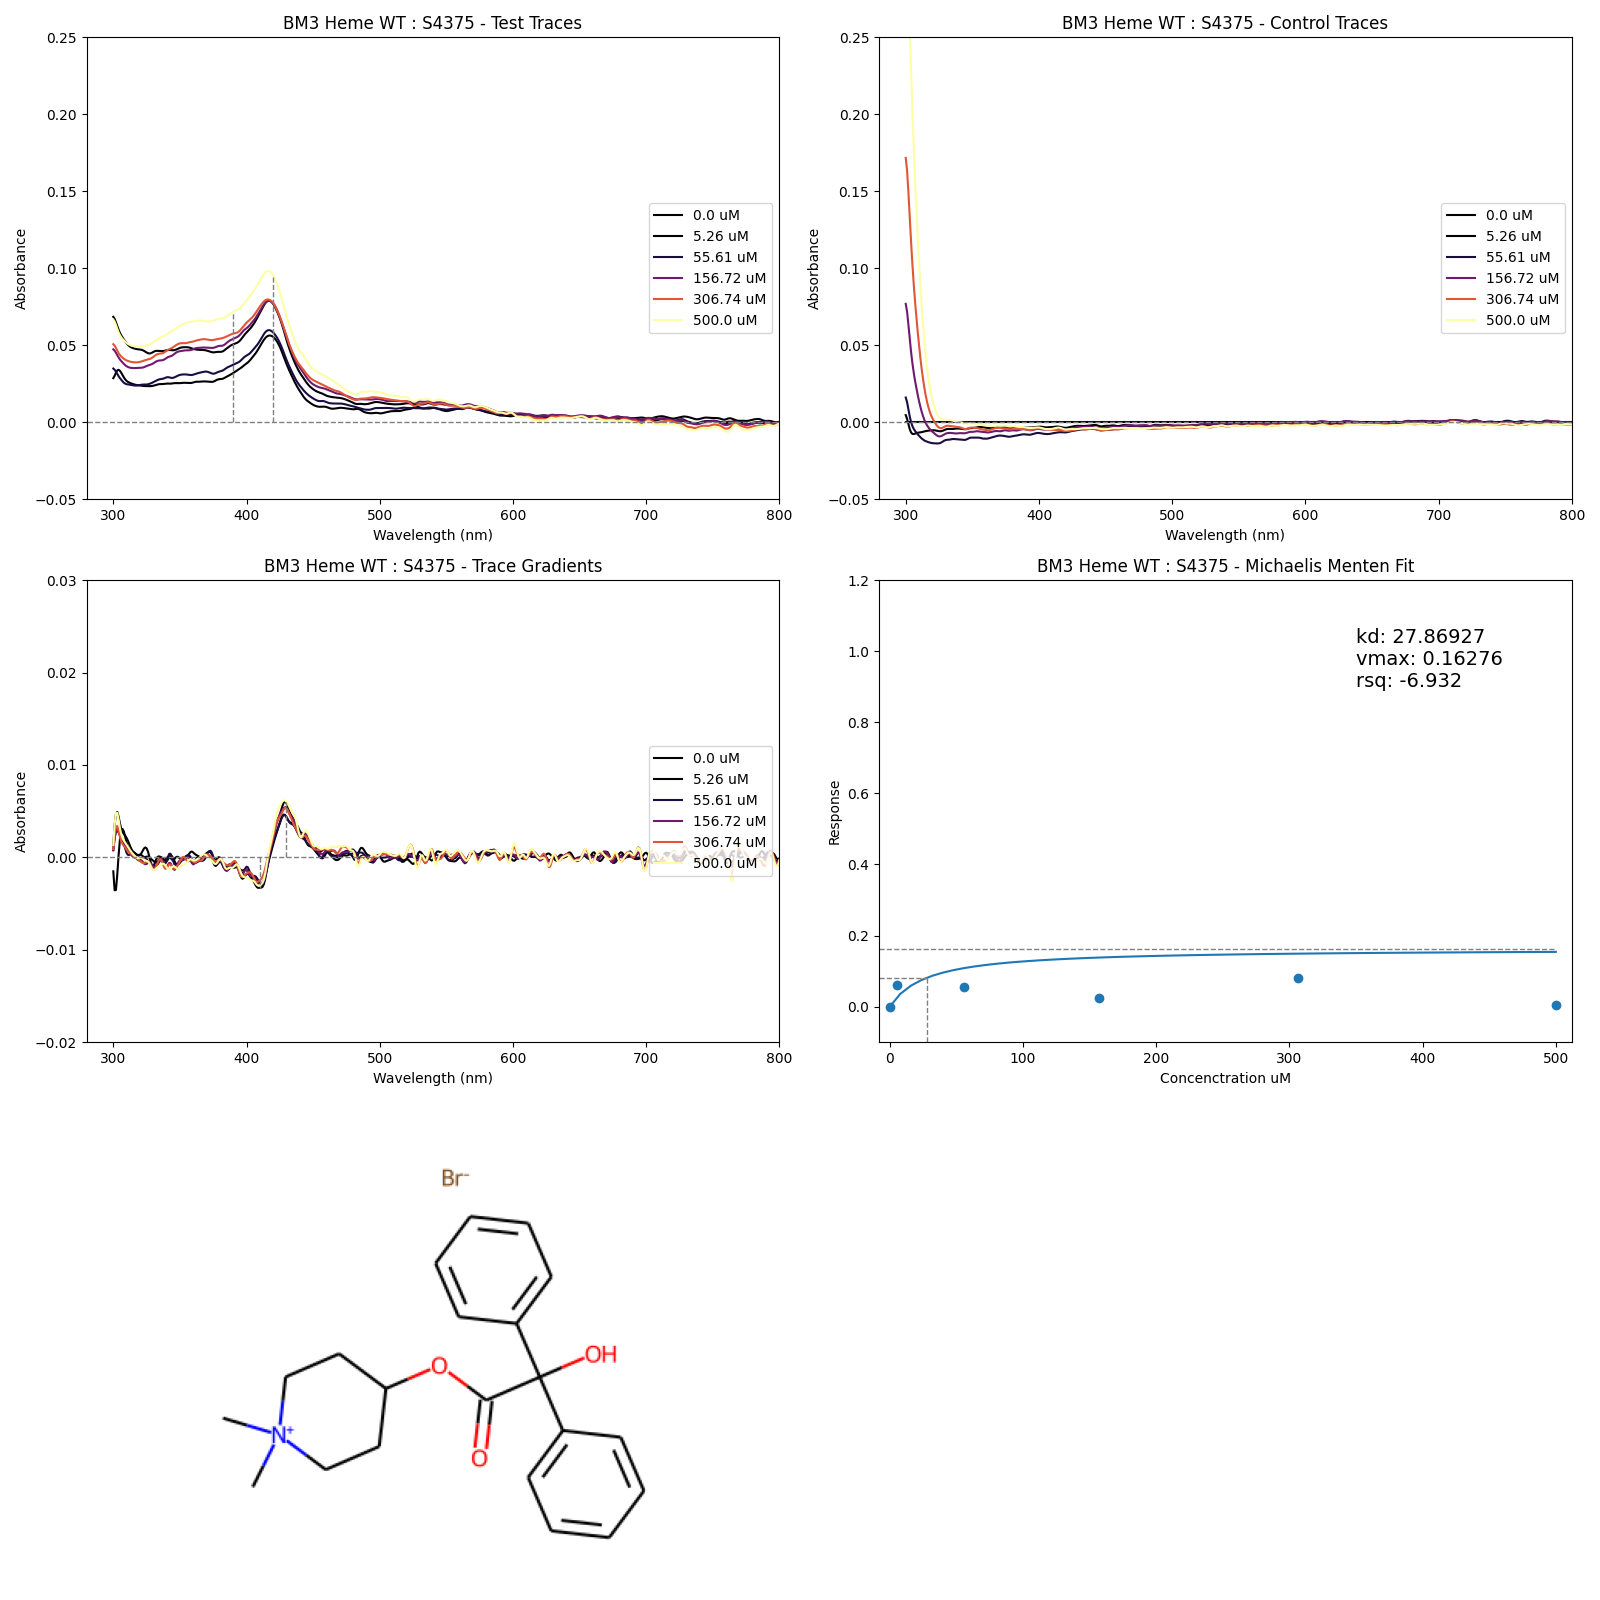 BM3 Heme WT : S4375 - Test Traces
0.25
0.20
0.15
0.10
0.05
0.00
−0.05
Absorbance
300
400
500
600
700
800
Wavelength (nm)
0.0 uM
5.26 uM
55.61 uM
156.72 uM
306.74 uM
500.0 uM
BM3 Heme WT : S4375 - Control Traces
0.25
0.20
0.15
0.10
0.05
0.00
−0.05
Absorbance
300
400
500
600
700
800
Wavelength (nm)
0.0 uM
5.26 uM
55.61 uM
156.72 uM
306.74 uM
500.0 uM
BM3 Heme WT : S4375 - Trace Gradients
0.03
0.02
0.01
0.00
−0.01
−0.02
Absorbance
300
400
500
600
700
800
Wavelength (nm)
0.0 uM
5.26 uM
55.61 uM
156.72 uM
306.74 uM
500.0 uM
BM3 Heme WT : S4375 - Michaelis Menten Fit
kd: 27.86927
vmax: 0.16276
rsq: -6.932
1.2
1.0
0.8
0.6
0.4
0.2
0.0
Response
0
100
200
300
400
500
Concenctration uM
Br⁻
OH
O
N⁺
O